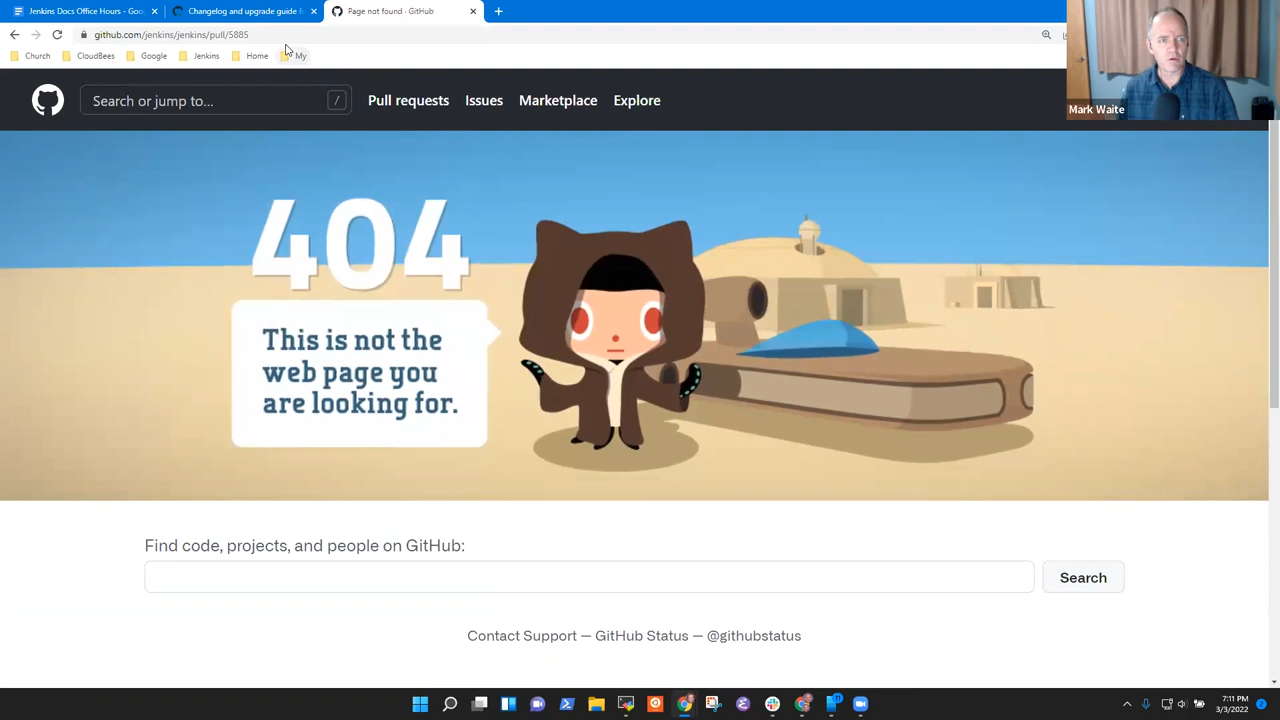 Jenkins Docs Office Hours - Goo
Changelog and upgrade guide f
Page not found · GitHub
github.com/jenkins/jenkins/pull/5885
Church
CloudBees
Google
Jenkins
Home
My
Search or jump to...
/
Pull requests
Issues
Marketplace
Explore
Mark Waite
404
This is not the
web page you
are looking for.
Find code, projects, and people on GitHub:
Search
Contact Support — GitHub Status — @githubstatus
7:11 PM
3/3/2022